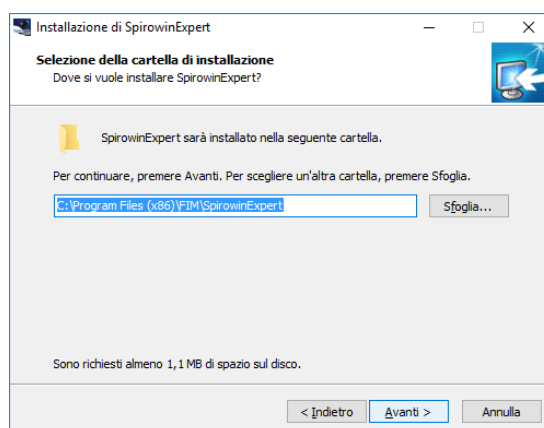 Installazione di SpirowinExpert
Selezione della cartella di installazione
Dove si vuole installare SpirowinExpert?
SpirowinExpert sarà installato nella seguente cartella.
Per continuare, premere Avanti. Per scegliere un'altra cartella, premere Sfoglia.
C:\Program Files (x86)\FIM\SpirowinExpert
Sfoglia...
Sono richiesti almeno 1,1 MB di spazio sul disco.
< Indietro
Avanti >
Annulla